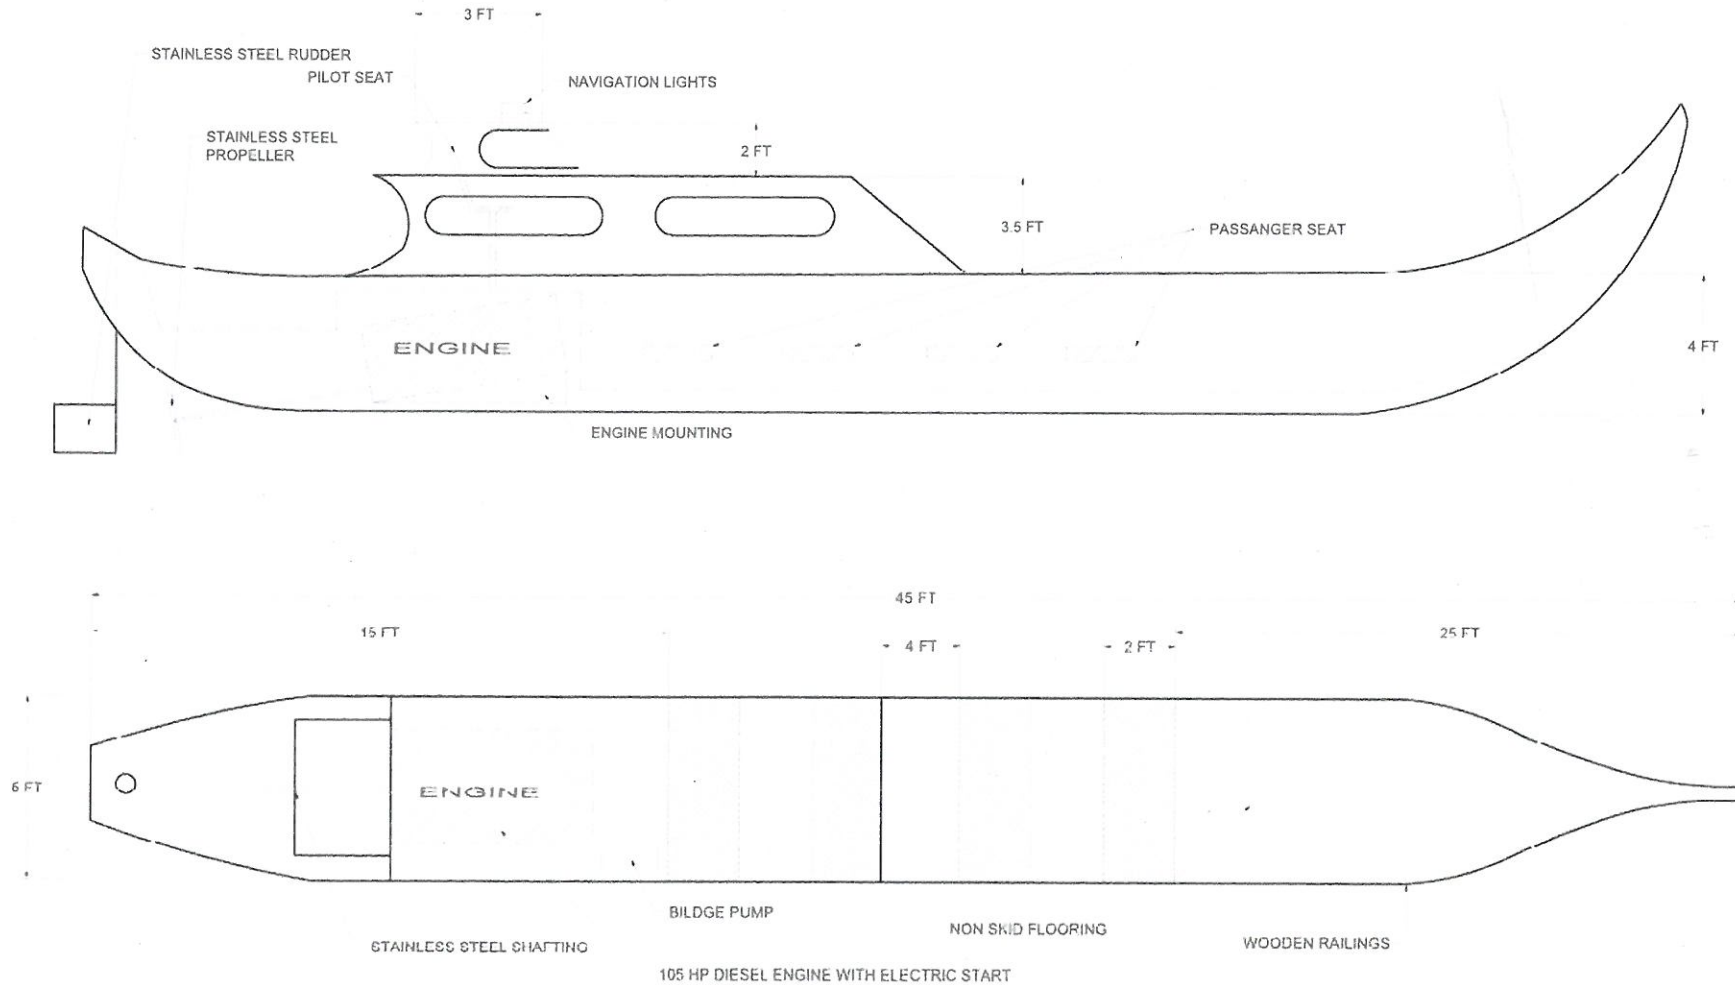 3 FT
STAINLESS STEEL RUDDER
PILOT SEAT
NAVIGATION LIGHTS
STAINLESS STEEL
PROPELLER
2 FT
3.5 FT
PASSANGER SEAT
ENGINE
4 FT
ENGINE MOUNTING
45 FT
15 FT
4 FT
2 FT
25 FT
6 FT
ENGINE
BILDGE PUMP
NON SKID FLOORING
STAINLESS STEEL SHAFTING
WOODEN RAILINGS
105 HP DIESEL ENGINE WITH ELECTRIC START